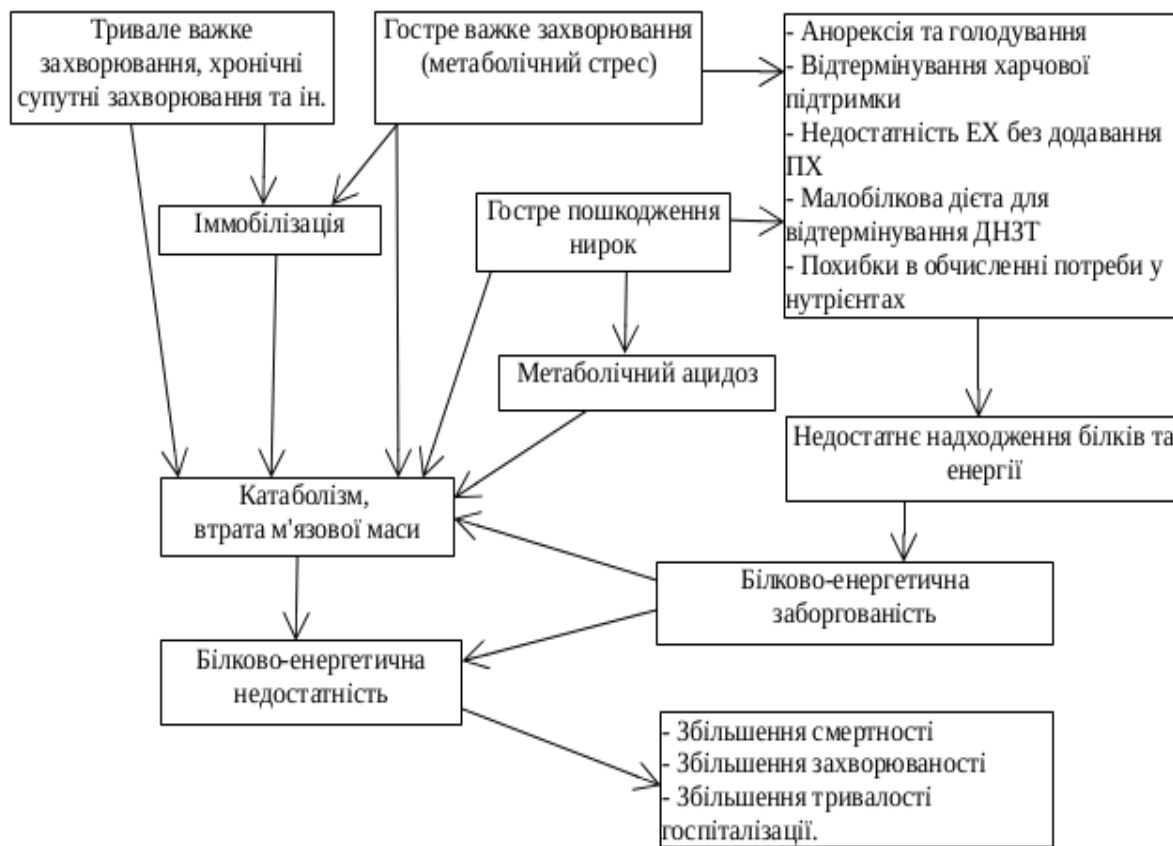 Тривале важке
захворювання, хронічні
супутні захворювання та ін.
Гостре важке захворювання
(метаболічний стрес)
- Анорексія та голодування
- Відтермінування харчової
підтримки
- Недостатність ЕХ без додавання
ПХ
- Малобілкова дієта для
відтермінування ДНЗТ
- Похибки в обчисленні потреби у
нутрієнтах
Іммобілізація
Гостре пошкодження
нирок
Метаболічний ацидоз
Недостатнє надходження білків та
енергії
Катаболізм,
втрата м'язової маси
Білково-енергетична
заборгованість
Білково-енергетична
недостатність
- Збільшення смертності
- Збільшення захворюваності
- Збільшення тривалості
госпіталізації.